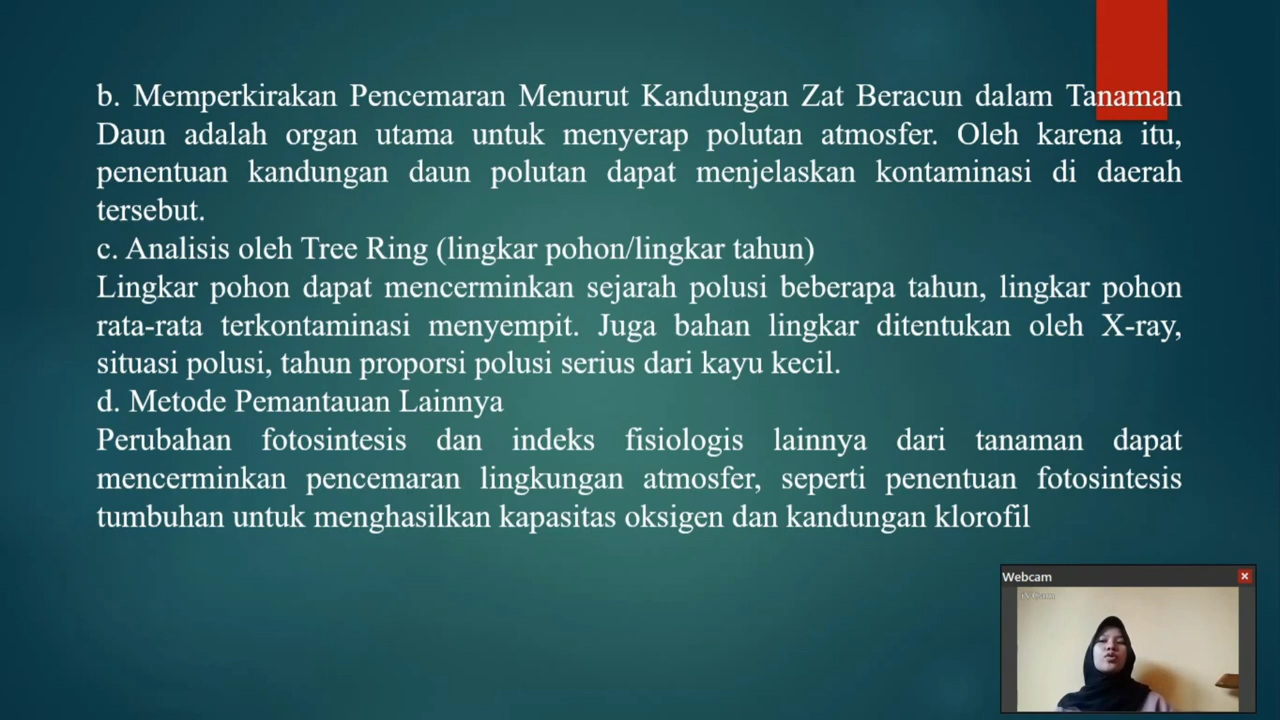 b. Memperkirakan Pencemaran Menurut Kandungan Zat Beracun dalam Tanaman
Daun adalah organ utama untuk menyerap polutan atmosfer. Oleh karena itu,
penentuan kandungan daun polutan dapat menjelaskan kontaminasi di daerah
tersebut.
c. Analisis oleh Tree Ring (lingkar pohon/lingkar tahun)
Lingkar pohon dapat mencerminkan sejarah polusi beberapa tahun, lingkar pohon
rata-rata terkontaminasi menyempit. Juga bahan lingkar ditentukan oleh X-ray,
situasi polusi, tahun proporsi polusi serius dari kayu kecil.
d. Metode Pemantauan Lainnya
Perubahan fotosintesis dan indeks fisiologis lainnya dari tanaman dapat
mencerminkan pencemaran lingkungan atmosfer, seperti penentuan fotosintesis
tumbuhan untuk menghasilkan kapasitas oksigen dan kandungan klorofil
Webcam